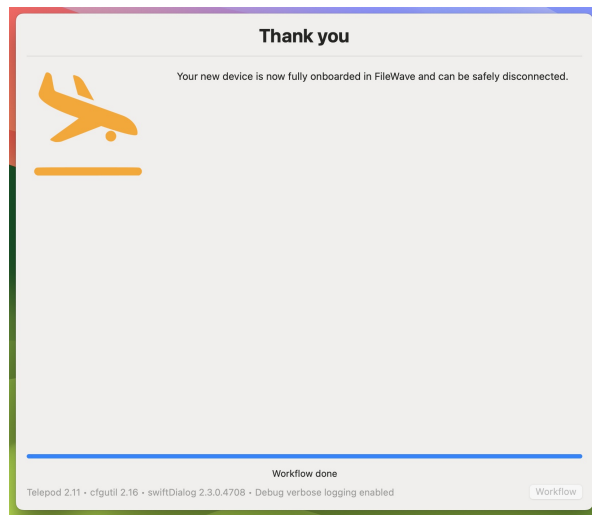 Thank you
Your new device is now fully onboarded in FileWave and can be safely disconnected.
Workflow done
Telepod 2.11 • cfgutil 2.16 • swiftDialog 2.3.0.4708 • Debug verbose logging enabled
Workflow